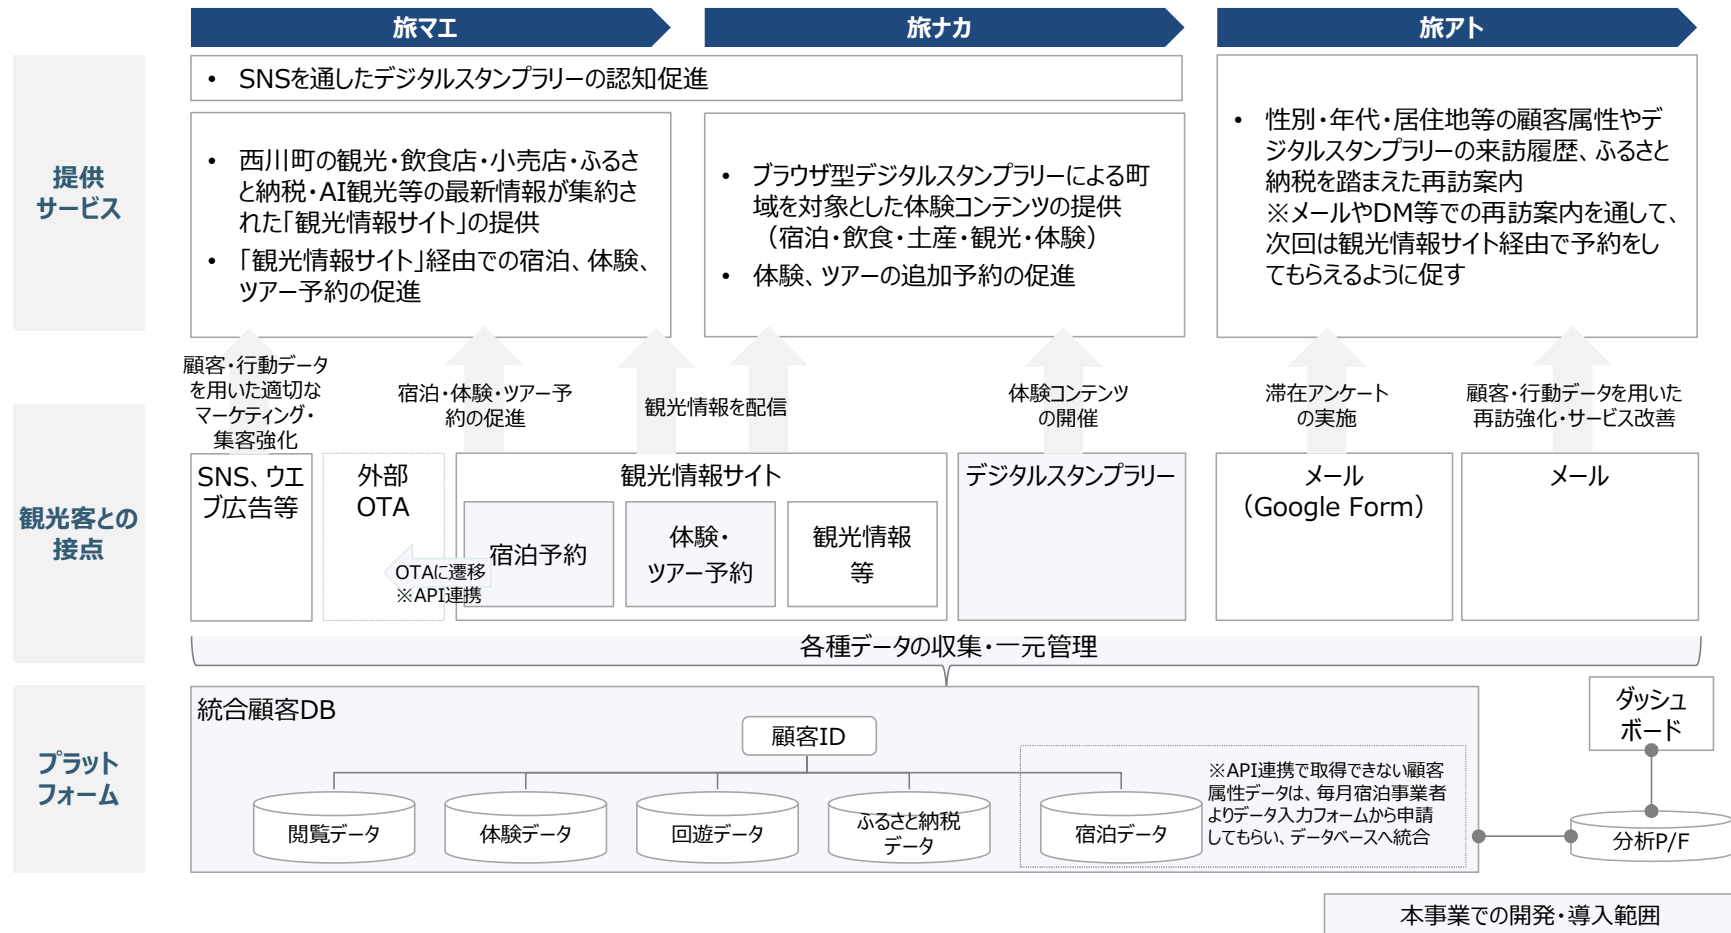 旅マエ
旅ナカ
旅アト
提供
サービス
• SNSを通したデジタルスタンプラリーの認知促進
• 西川町の観光・飲食店・小売店・ふるさ
と納税・AI観光等の最新情報が集約さ
れた「観光情報サイト」の提供
• 「観光情報サイト」経由での宿泊、体験、
ツアー予約の促進
• ブラウザ型デジタルスタンプラリーによる町
域を対象とした体験コンテンツの提供
（宿泊・飲食・土産・観光・体験）
• 体験、ツアーの追加予約の促進
• 性別・年代・居住地等の顧客属性やデ
ジタルスタンプラリーの来訪履歴、ふるさと
納税を踏まえた再訪案内
※メールやDM等での再訪案内を通して、
次回は観光情報サイト経由で予約をし
てもらえるように促す
顧客・行動データ
を用いた適切な
マーケティング・
集客強化
宿泊・体験・ツアー予
約の促進
観光情報を配信
体験コンテンツ
の開催
滞在アンケート
の実施
顧客・行動データを用いた
再訪強化・サービス改善
観光客との
接点
SNS、ウエ
ブ広告等
外部
OTA
観光情報サイト
宿泊予約
体験・
ツアー予約
観光情報
等
OTAに遷移
※API連携
デジタルスタンプラリー
メール
（Google Form）
メール
各種データの収集・一元管理
プラット
フォーム
統合顧客DB
顧客ID
閲覧データ
体験データ
回遊データ
ふるさと納税
データ
宿泊データ
※API連携で取得できない顧客
属性データは、毎月宿泊事業者
よりデータ入力フォームから申請
してもらい、データベースへ統合
ダッシュ
ボード
分析P/F
本事業での開発・導入範囲